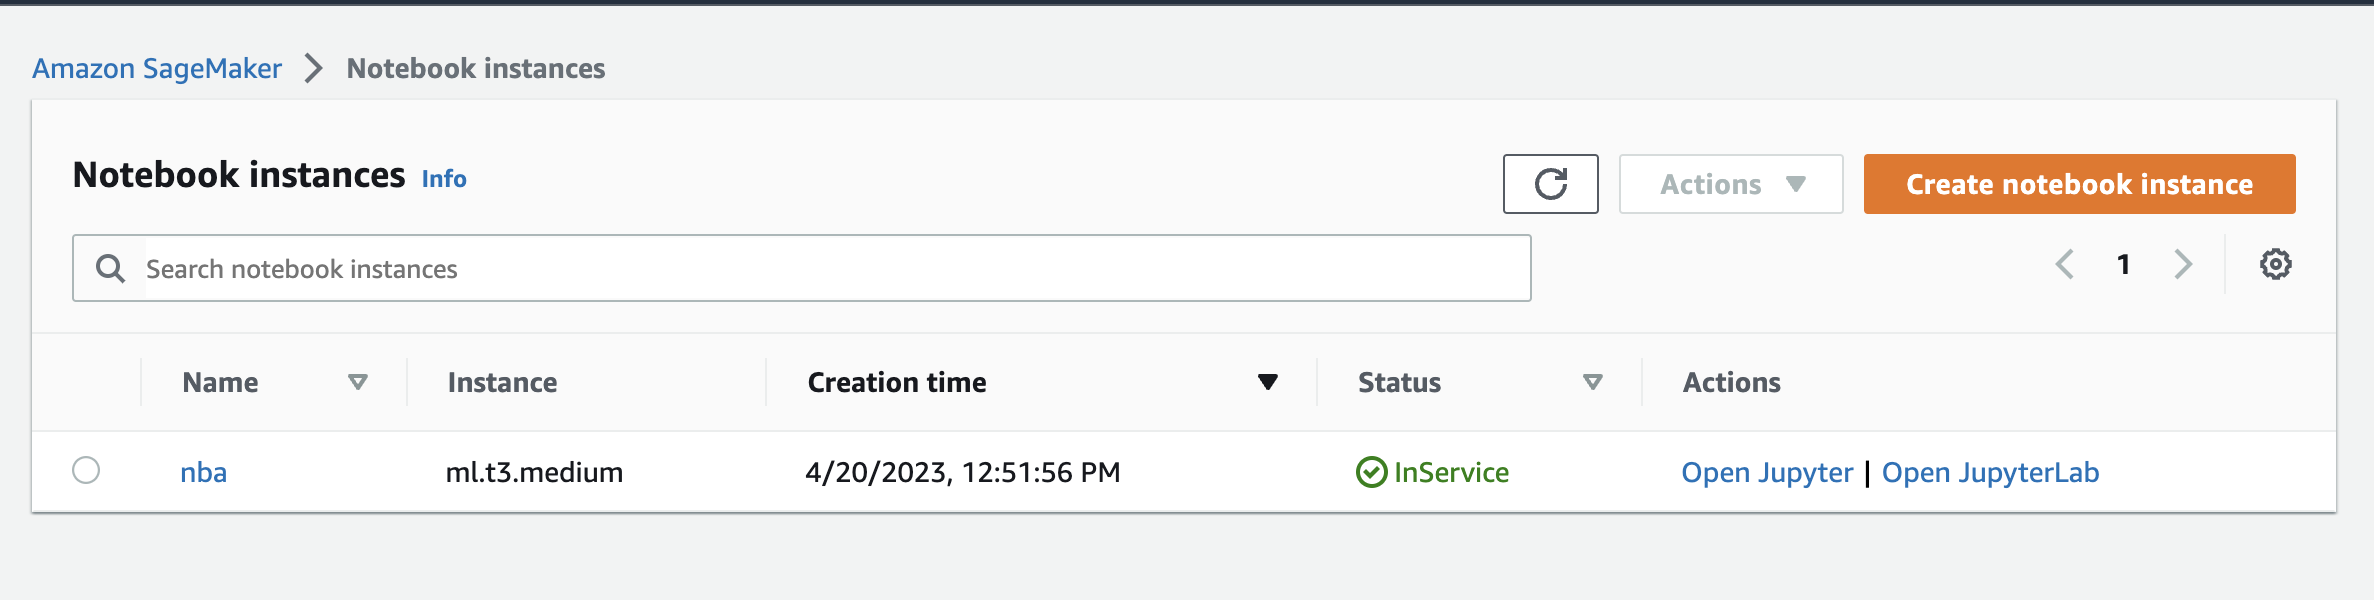 Amazon SageMaker > Notebook instances
Notebook instances Info
Actions
Create notebook instance
Search notebook instances
1
Name Instance Creation time Status Actions
nba ml.t3.medium 4/20/2023, 12:51:56 PM InService Open Jupyter | Open JupyterLab